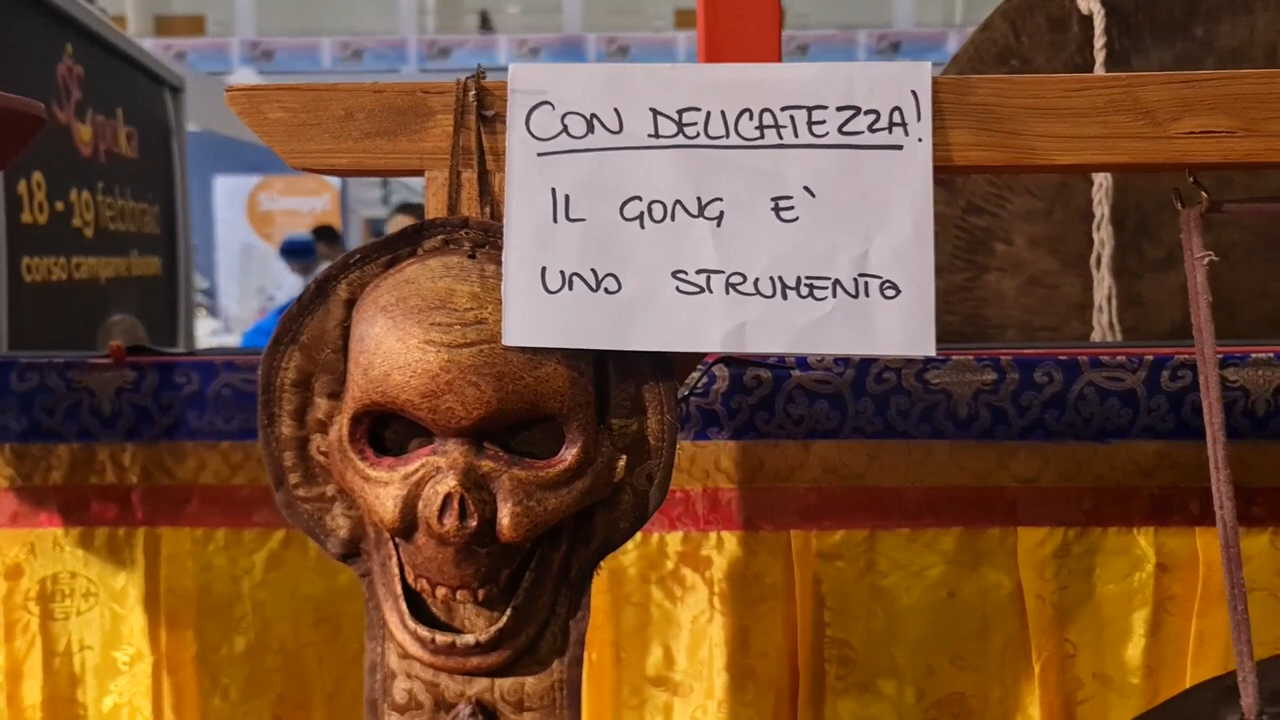 CON DELICATEZZA!
IL GONG E`
UNO STRUMENTO
18-19 febbraio
corso campane tibetane